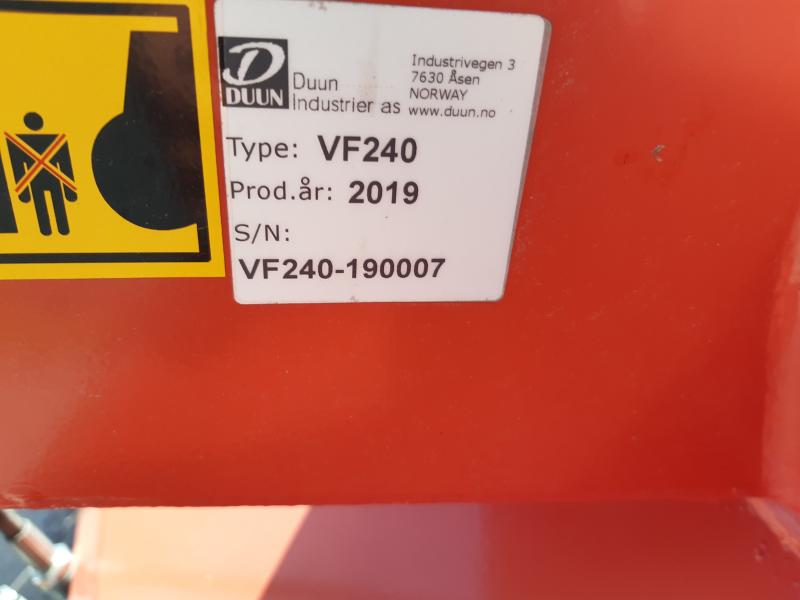 DUUN
Duun
Industrier as
Industrivegen 3
7630 Åsen
NORWAY
www.duun.no
Type: VF240
Prod.år: 2019
S/N:
VF240-190007